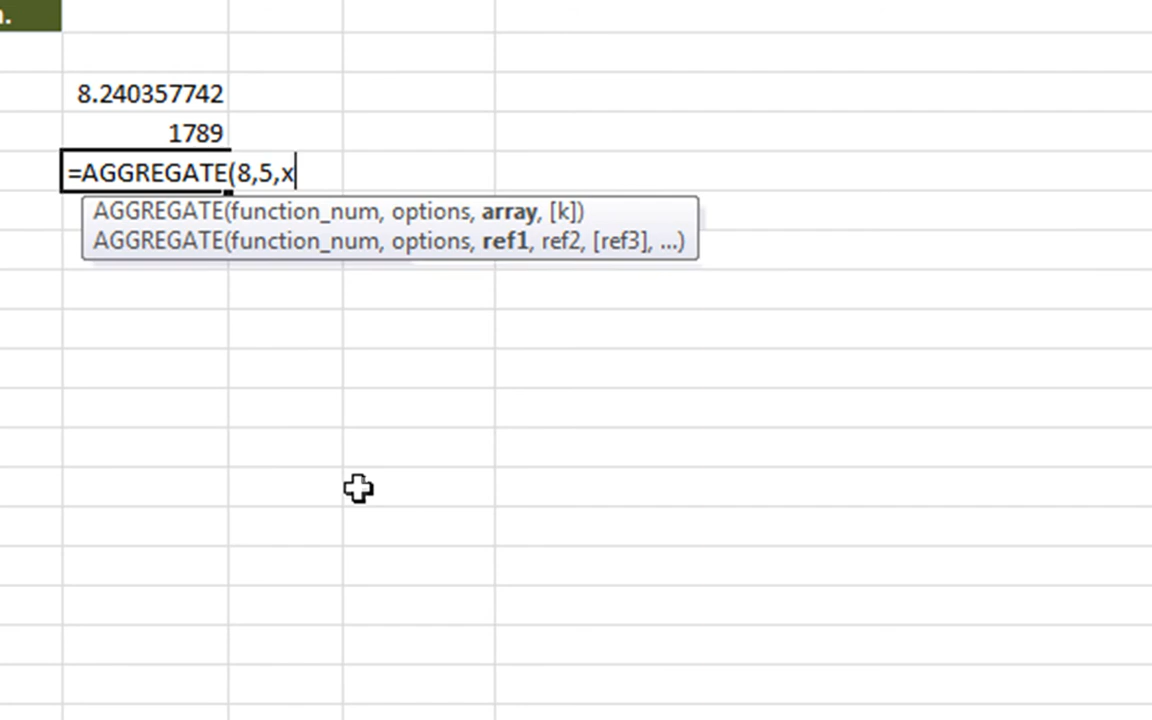 8.240357742
1789
=AGGREGATE(8,5,x
AGGREGATE(function_num, options, array, [k])
AGGREGATE(function_num, options, ref1, ref2, [ref3], ...)